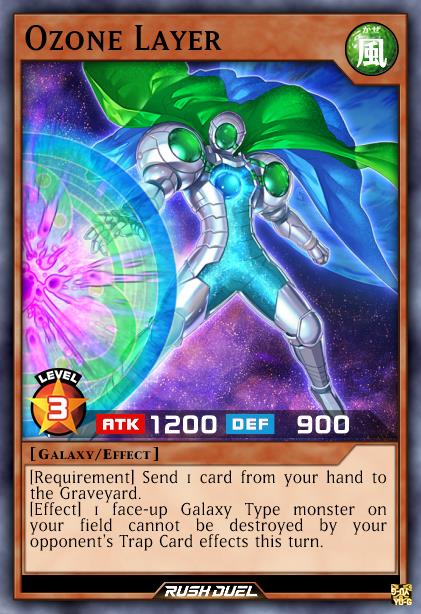 Ozone Layer
かぜ
風
LEVEL
3
ATK 1200 DEF 900
[Galaxy/Effect]
[Requirement] Send 1 card from your hand to
the Graveyard.
[Effect] 1 face-up Galaxy Type monster on
your field cannot be destroyed by your
opponent's Trap Card effects this turn.
RUSH DUEL